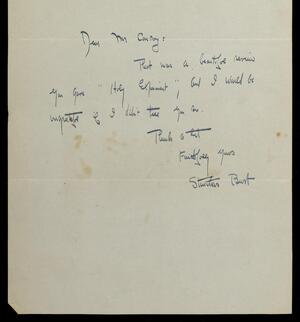 Dear Mr Conroy:
That was a beautiful review
you gave "Holy Experiment", and I would be
ungrateful if I didn't tell you so.
Thanks a lot
Faithfully yours
Struthers Burt